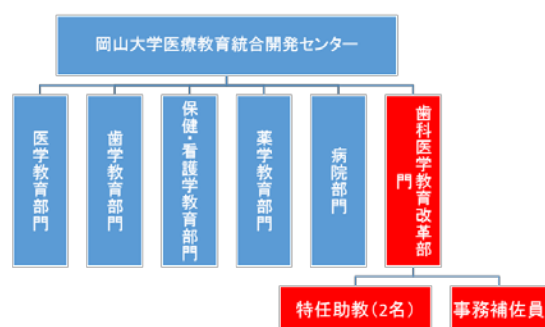 岡山大学医療教育統合開発センター
医学教育部門
歯学教育部門
保健・看護学教育部門
薬学教育部門
病院部門
歯科医学教育改革部
門
特任助教(2名)
事務補佐員